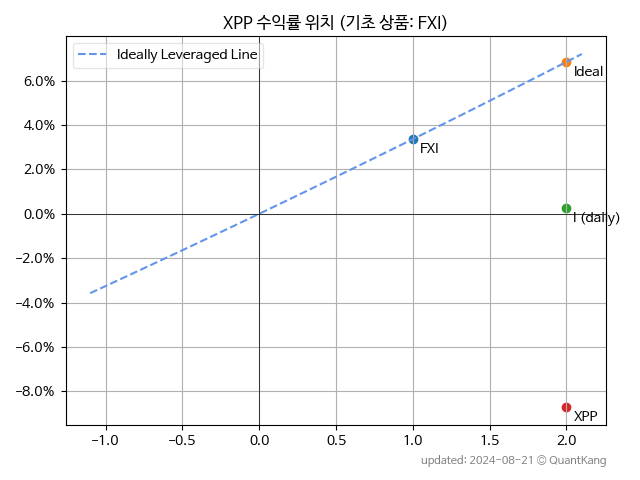 XPP 수익률 위치 (기초 상품: FXI)
Ideally Leveraged Line
6.0%
4.0%
2.0%
0.0%
−2.0%
−4.0%
−6.0%
−8.0%
Ideal
FXI
I (daily)
XPP
−1.0 −0.5 0.0 0.5 1.0 1.5 2.0
updated: 2024-08-21 © QuantKang